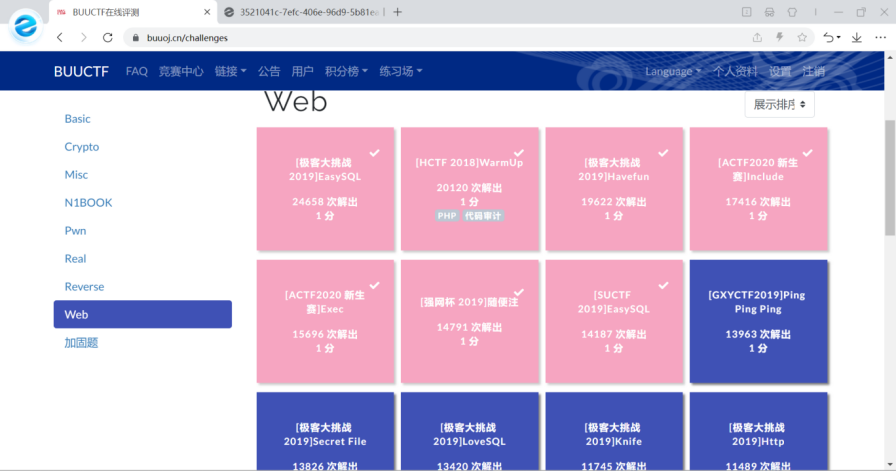 BUUCTF在线评测
3521041c-7efc-406e-96d9-5b81ea
buuoj.cn/challenges
BUUCTF FAQ 竞赛中心 链接 公告 用户 积分榜 练习场 Language 个人资料 设置 注销
Web
展示排序
Basic
Crypto
Misc
N1BOOK
Pwn
Real
Reverse
Web
加固题
[极客大挑战
2019]EasySQL
24658 次解出
1 分
[HCTF 2018]WarmUp
20120 次解出
1 分
PHP 代码审计
[极客大挑战
2019]Havefun
19622 次解出
1 分
[ACTF2020 新生
赛]Include
17416 次解出
1 分
[ACTF2020 新生
赛]Exec
15696 次解出
1 分
[强网杯 2019]随便注
14791 次解出
1 分
[SUCTF
2019]EasySQL
14187 次解出
1 分
[GXYCTF2019]Ping
Ping Ping
13963 次解出
1 分
[极客大挑战
2019]Secret File
13826 次解出
[极客大挑战
2019]LoveSQL
13420 次解出
[极客大挑战
2019]Knife
11745 次解出
[极客大挑战
2019]Http
11489 次解出